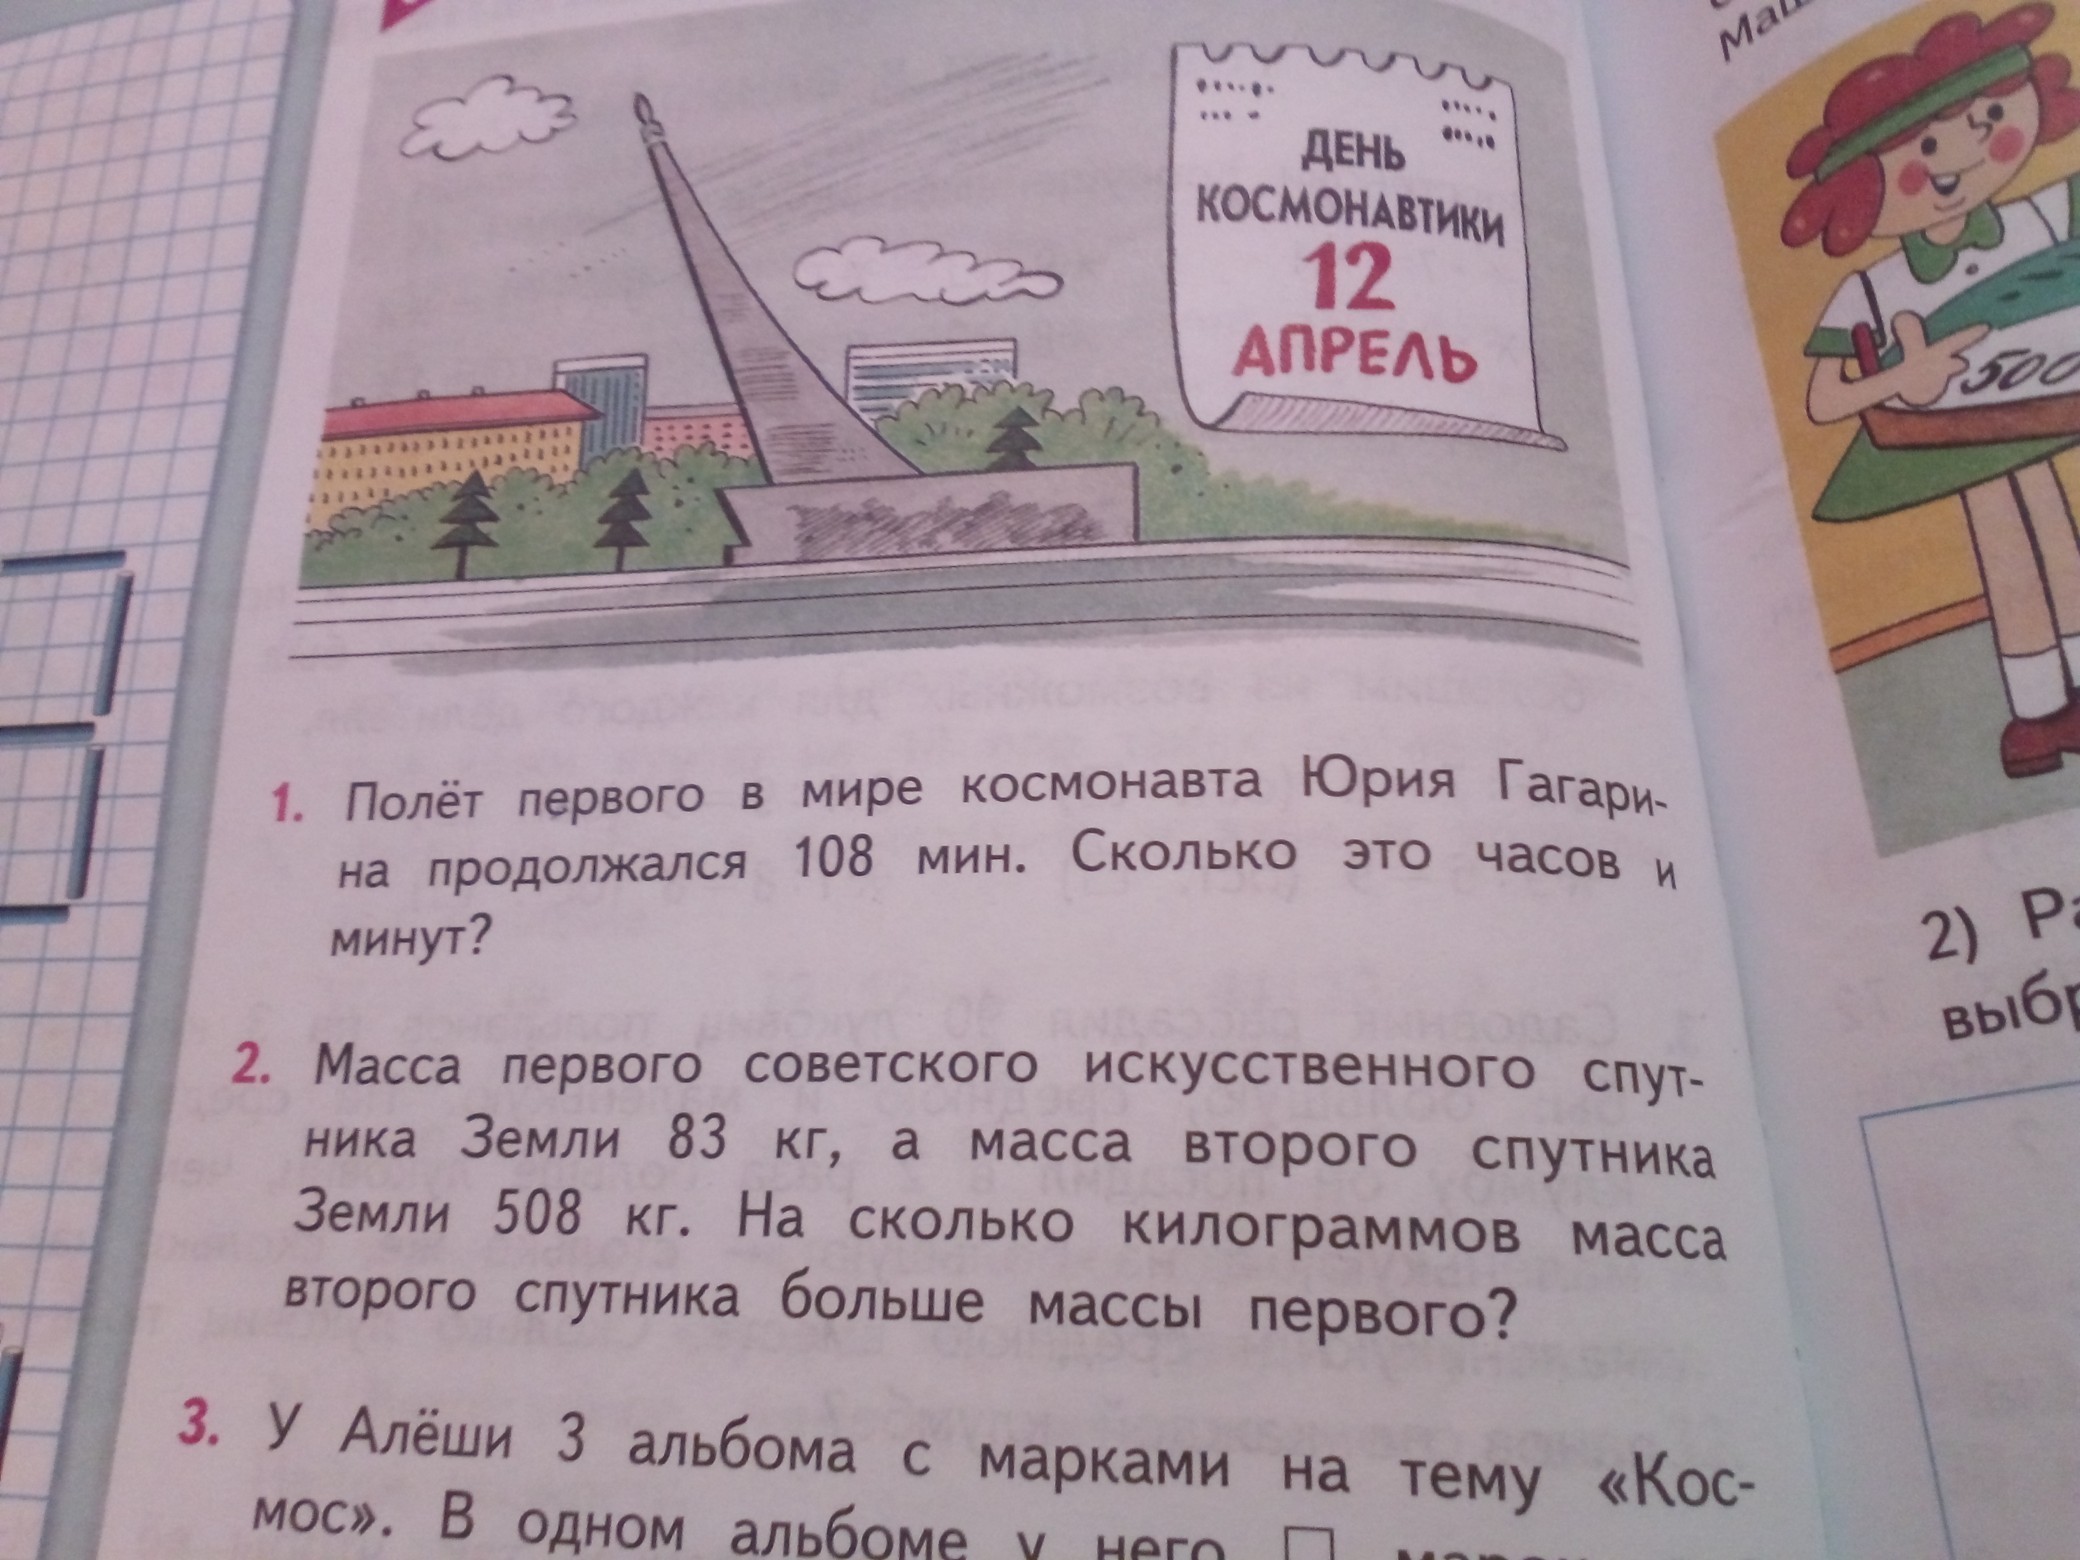 ДЕНЬ
КОСМОНАВТИКИ
12
АПРЕЛЬ
1. Полёт первого в мире космонавта Юрия Гагари-
на продолжался 108 мин. Сколько это часов и
минут?
2. Масса первого советского искусственного спут-
ника Земли 83 кг, а масса второго спутника
Земли 508 кг. На сколько килограммов масса
второго спутника больше массы первого?
3. У Алёши 3 альбома с марками на тему «Кос-
мос». В одном альбоме у него □
500
2)